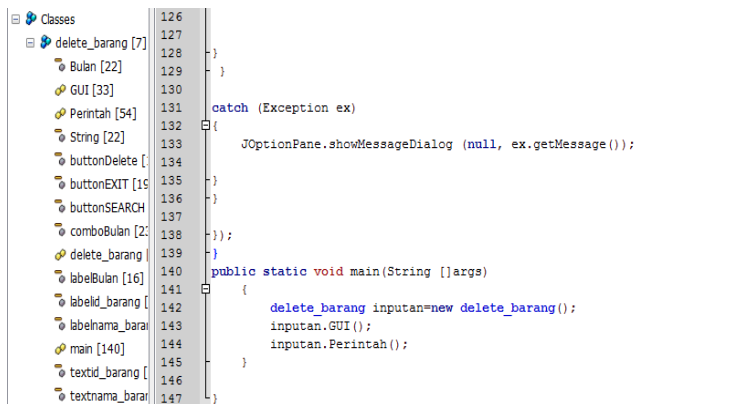 Classes
delete_barang [7]
Bulan [22]
GUI [33]
Perintah [54]
String [22]
buttonDelete [
buttonEXIT [19
buttonSEARCH
comboBulan [2
delete_barang [
labelBulan [16]
labelid_barang [
labelnama_bara
main [140]
textid_barang [
textnama_barar
126
127
128 }
129 }
130
131 catch (Exception ex)
132 {
133 JOptionPane.showMessageDialog (null, ex.getMessage());
134
135 }
136 }
137
138 });
139 }
140 public static void main(String []args)
141 {
142 delete_barang inputan=new delete_barang();
143 inputan.GUI();
144 inputan.Perintah();
145 }
146
147 }